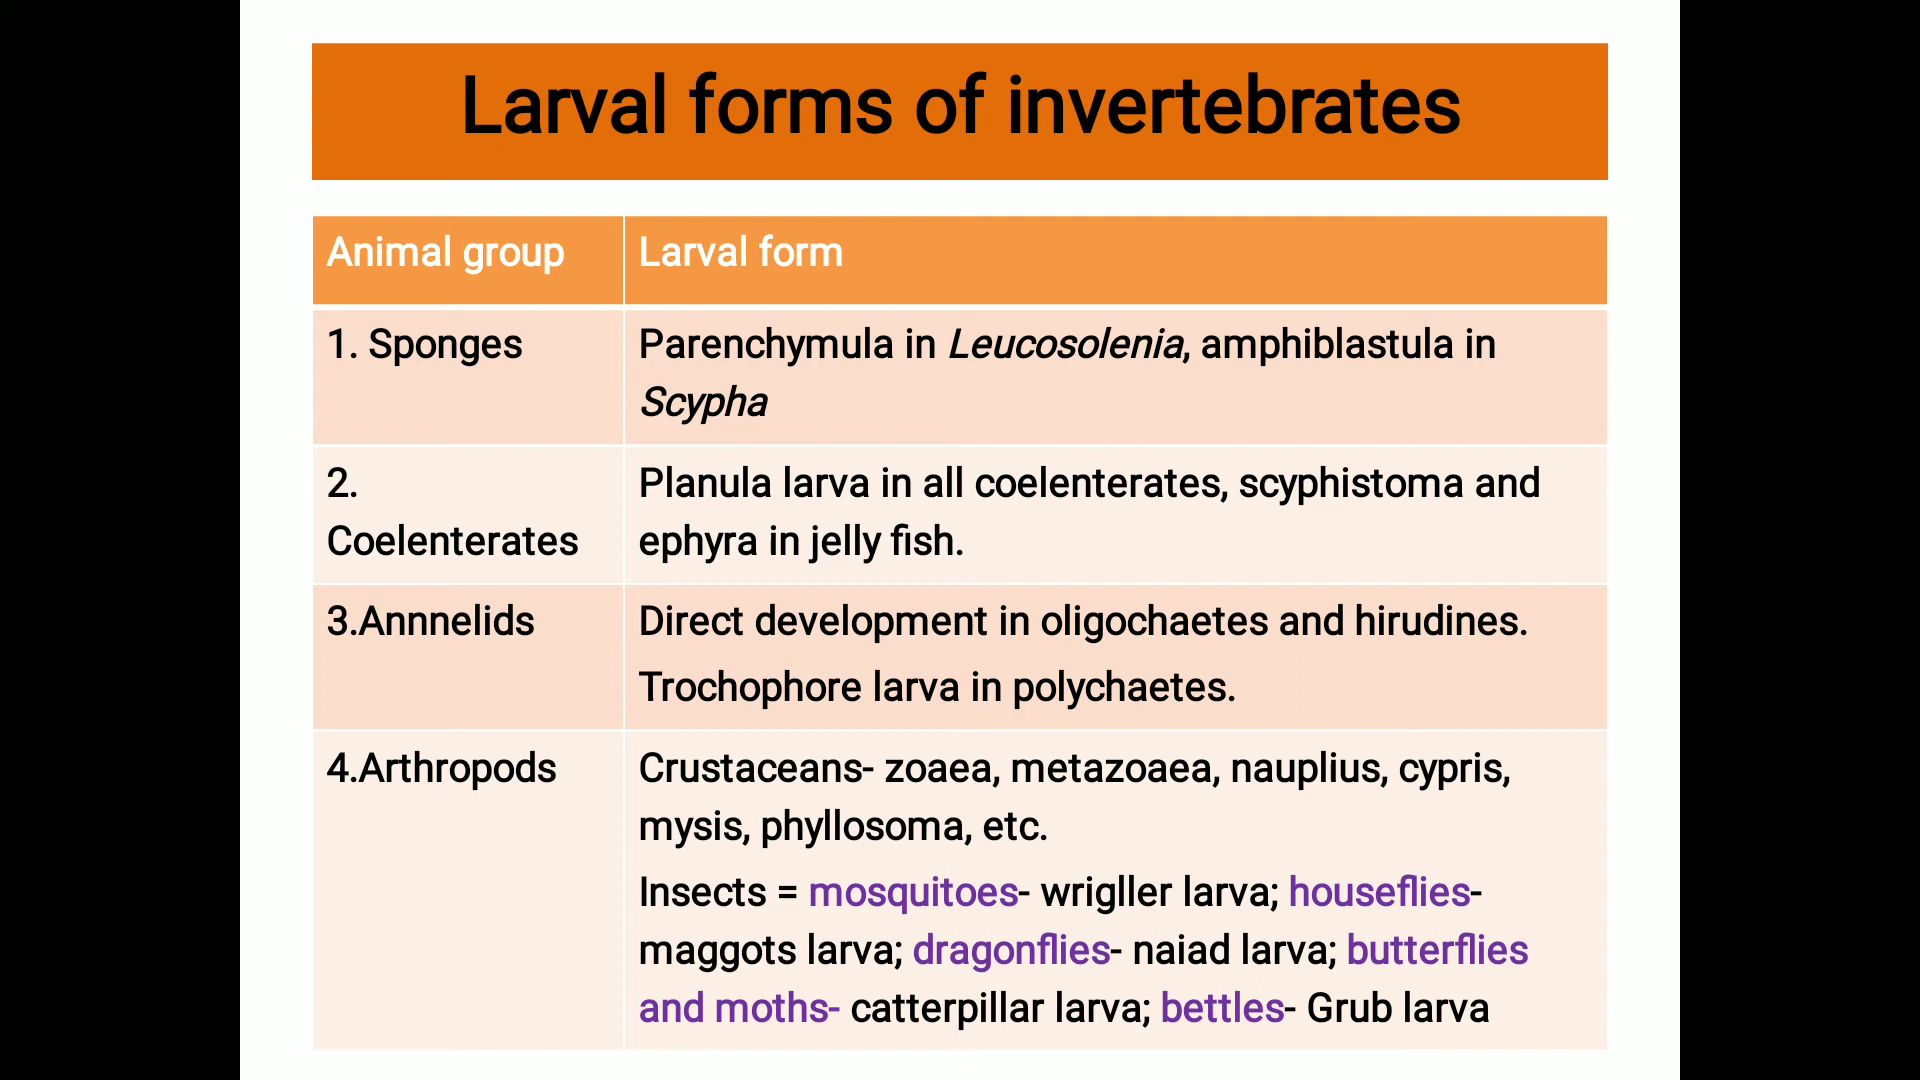 Larval forms of invertebrates
Animal group
Larval form
1. Sponges
Parenchymula in Leucosolenia, amphiblastula in
Scypha
2.
Coelenterates
Planula larva in all coelenterates, scyphistoma and
ephyra in jelly fish.
3.Annnelids
Direct development in oligochaetes and hirudines.
Trochophore larva in polychaetes.
4.Arthropods
Crustaceans- zoaea, metazoaea, nauplius, cypris,
mysis, phyllosoma, etc.
Insects = mosquitoes- wrigller larva; houseflies-
maggots larva; dragonflies- naiad larva; butterflies
and moths- catterpillar larva; bettles- Grub larva